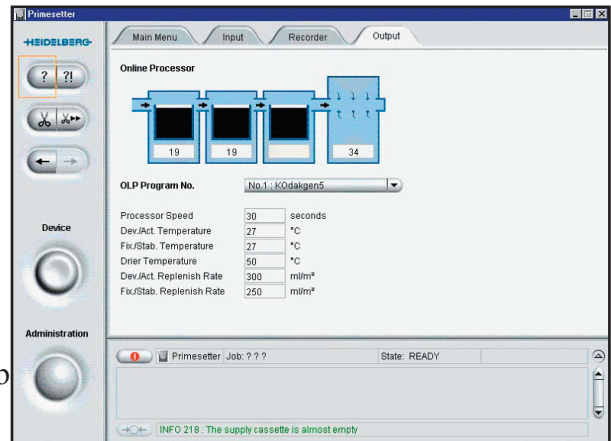 Primesetter
-HEIDELBERG-
Main Menu Input Recorder Output
? ?!
Online Processor
19 19 34
OLP Program No. No.1 : KOdakgen5
Processor Speed 30 seconds
Dev./Act. Temperature 27 °C
Fix./Stab. Temperature 27 °C
Drier Temperature 50 °C
Dev./Act. Replenish Rate 300 ml/m²
Fix./Stab. Replenish Rate 250 ml/m²
Device
Administration
Primesetter Job: ? ? ? State: READY
INFO 218 : The supply cassette is almost empty